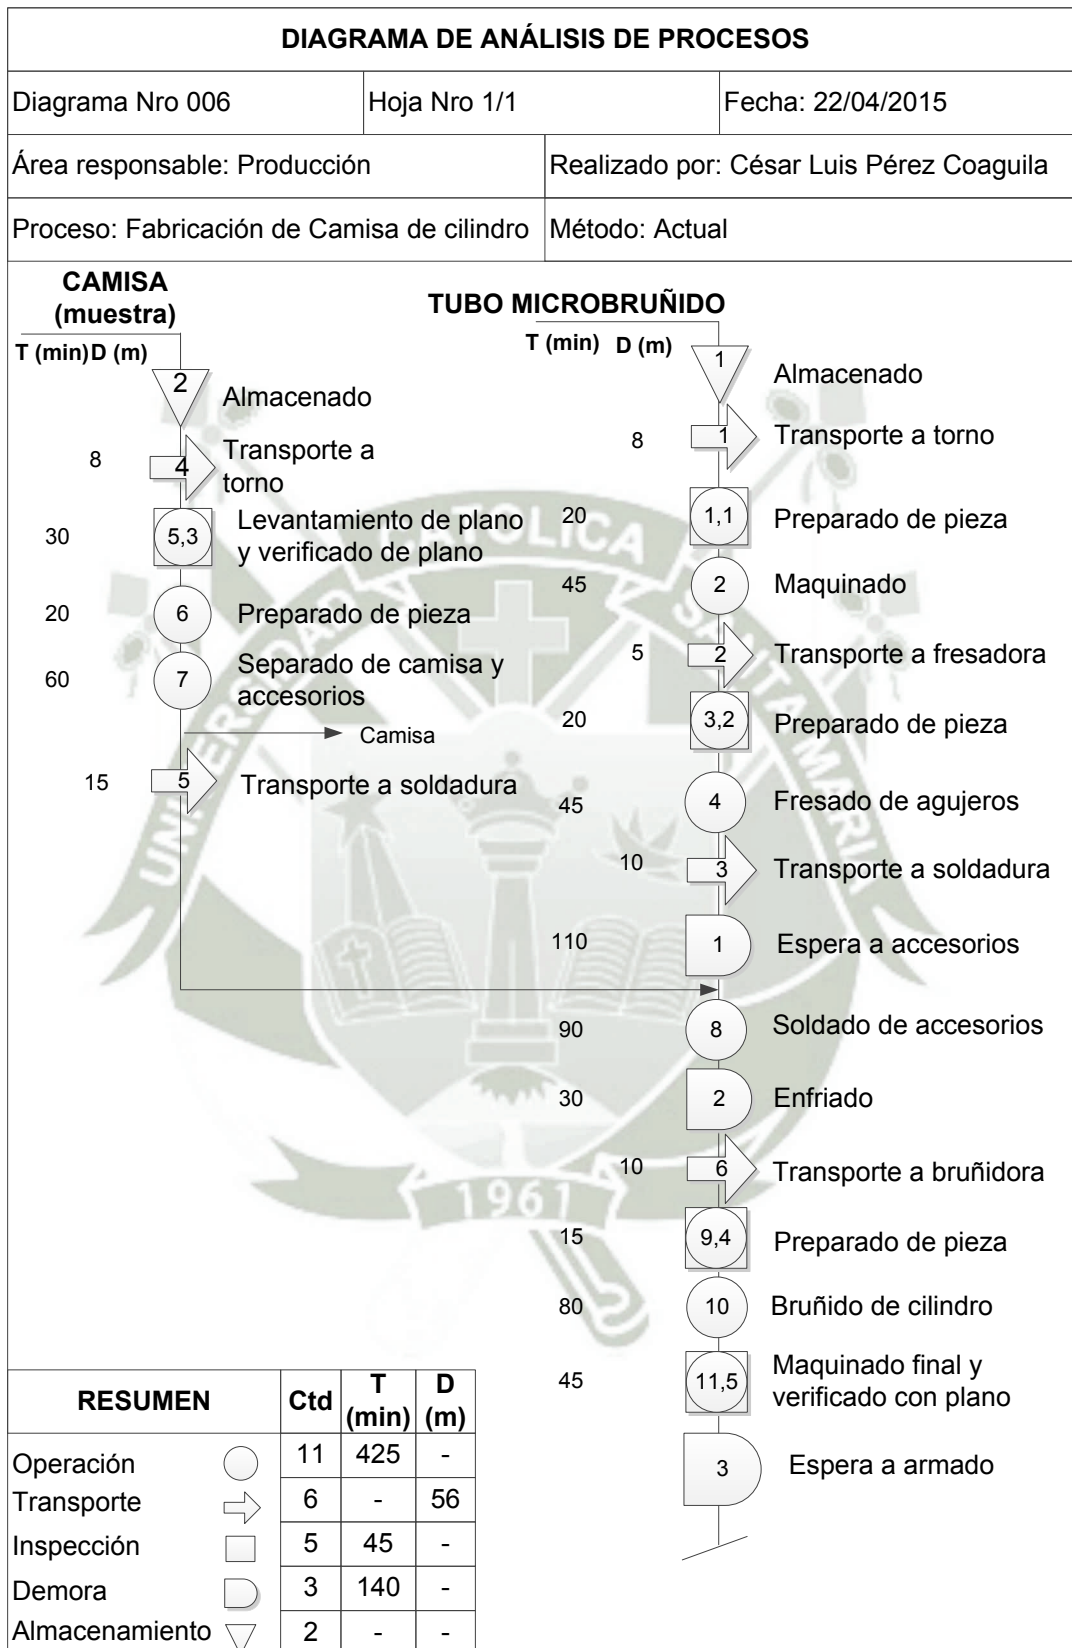 DIAGRAMA DE ANÁLISIS DE PROCESOS
Diagrama Nro 006
Hoja Nro 1/1
Fecha: 22/04/2015
Área responsable: Producción
Realizado por: César Luis Pérez Coaguila
Proceso: Fabricación de Camisa de cilindro
Método: Actual
CAMISA
(muestra)
T (min) D (m)
2 Almacenado
8 4 Transporte a
torno
30 5,3 Levantamiento de plano
y verificado de plano
20 6 Preparado de pieza
60 7 Separado de camisa y
accesorios
Camisa
15 5 Transporte a soldadura
TUBO MICROBRUÑIDO
T (min) D (m)
1 Almacenado
8 1 Transporte a torno
20 1,1 Preparado de pieza
45 2 Maquinado
5 2 Transporte a fresadora
20 3,2 Preparado de pieza
45 4 Fresado de agujeros
10 3 Transporte a soldadura
110 1 Espera a accesorios
90 8 Soldado de accesorios
30 2 Enfriado
10 6 Transporte a bruñidora
15 9,4 Preparado de pieza
80 10 Bruñido de cilindro
45 11,5 Maquinado final y
verificado con plano
3 Espera a armado
RESUMEN Ctd T (min) D (m)
Operación 11 425 -
Transporte 6 - 56
Inspección 5 45 -
Demora 3 140 -
Almacenamiento 2 - -
UNIVERSIDAD CATOLICA SANTA MARIA
1961